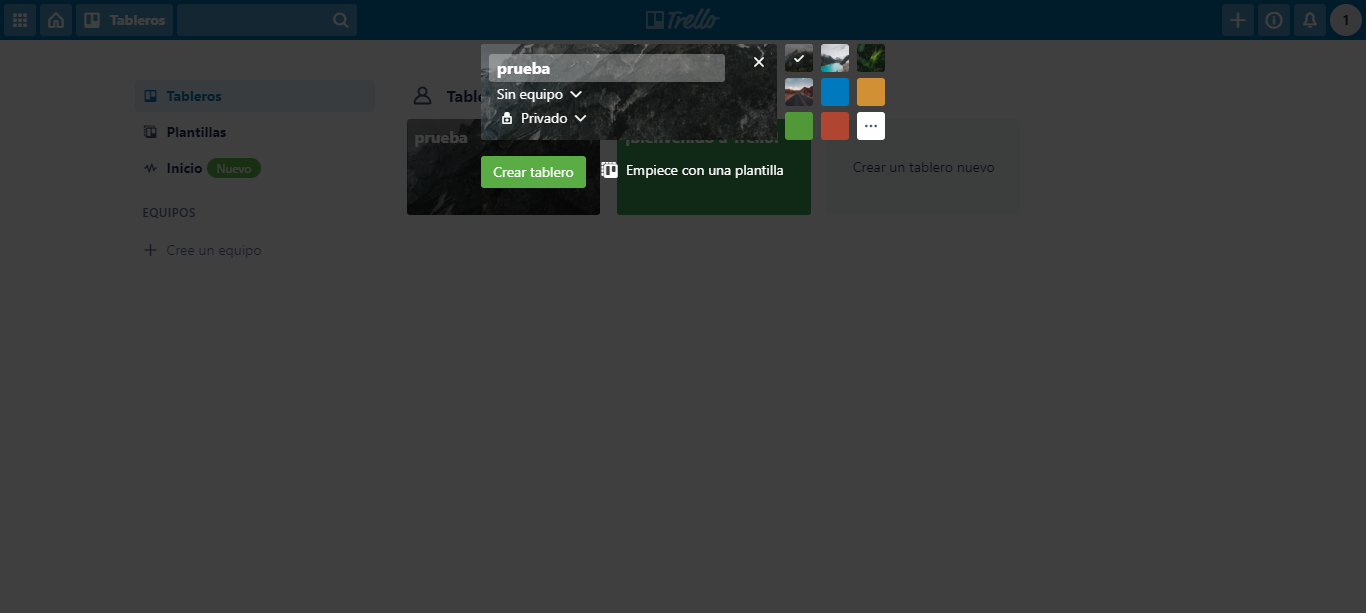 Tableros
Trello
1
prueba
Sin equipo
Privado
Tableros
Plantillas
Inicio
Nuevo
EQUIPOS
Cree un equipo
prueba
¡Bienvenido a Trello!
Crear un tablero nuevo
Crear tablero
Empiece con una plantilla